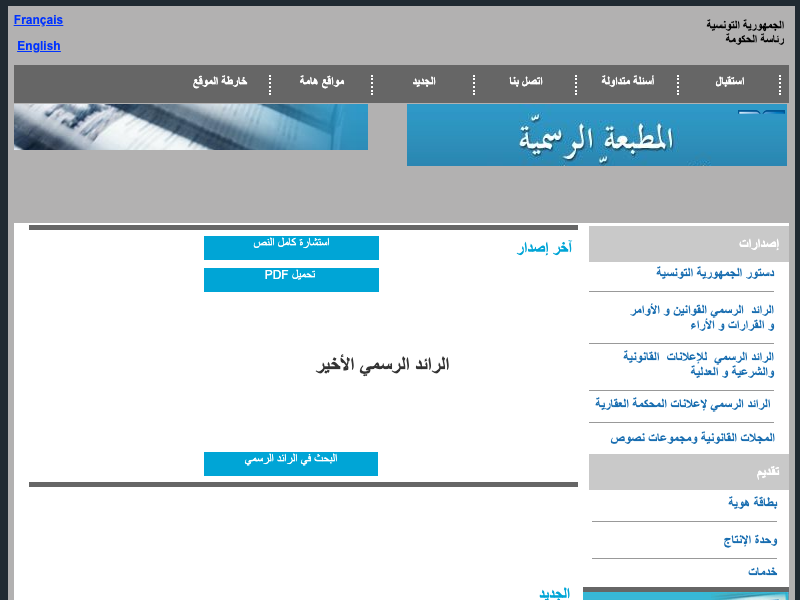 Français
English
الجمهورية التونسية
رئاسة الحكومة
استقبال
أسئلة متداولة
اتصل بنا
الجديد
مواقع هامة
خارطة الموقع
المطبعة الرسميّة
إصدارات
دستور الجمهورية التونسية
الرائد الرسمي القوانين و الأوامر
و القرارات و الأراء
الرائد الرسمي للإعلانات القانونية
والشرعية و العدلية
الرائد الرسمي لإعلانات المحكمة العقارية
المجلات القانونية ومجموعات نصوص
تقديم
بطاقة هوية
وحدة الإنتاج
خدمات
آخر إصدار
استشارة كامل النص
تحميل PDF
الرائد الرسمي الأخير
البحث في الرائد الرسمي
الجديد